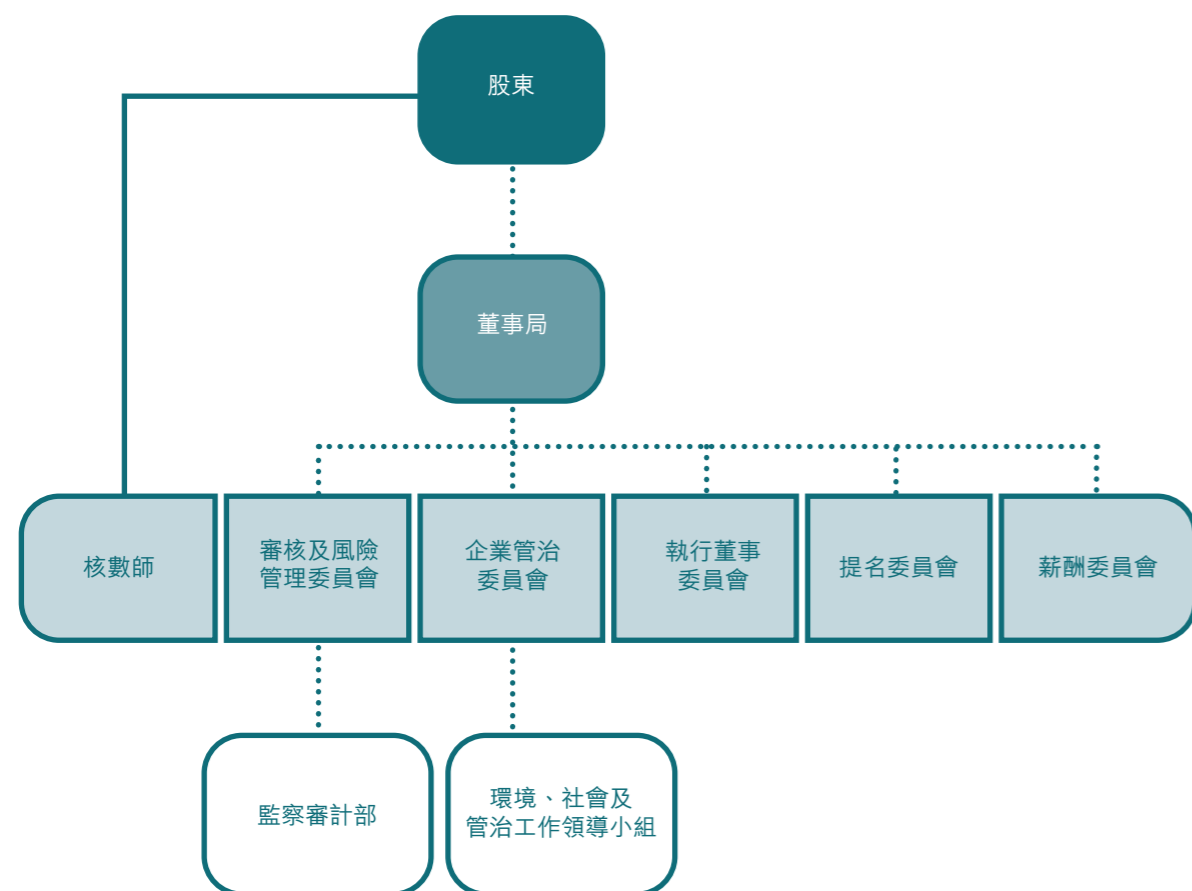 股東
董事局
核數師
審核及風險
管理委員會
企業管治
委員會
執行董事
委員會
提名委員會
薪酬委員會
監察審計部
環境、社會及
管治工作領導小組